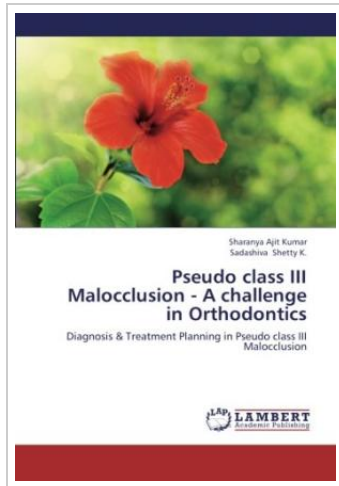 Sharanya Ajit Kumar
Sadashiva Shetty K.
Pseudo class III
Malocclusion - A challenge
in Orthodontics
Diagnosis & Treatment Planning in Pseudo class III
Malocclusion
LAP LAMBERT
Academic Publishing